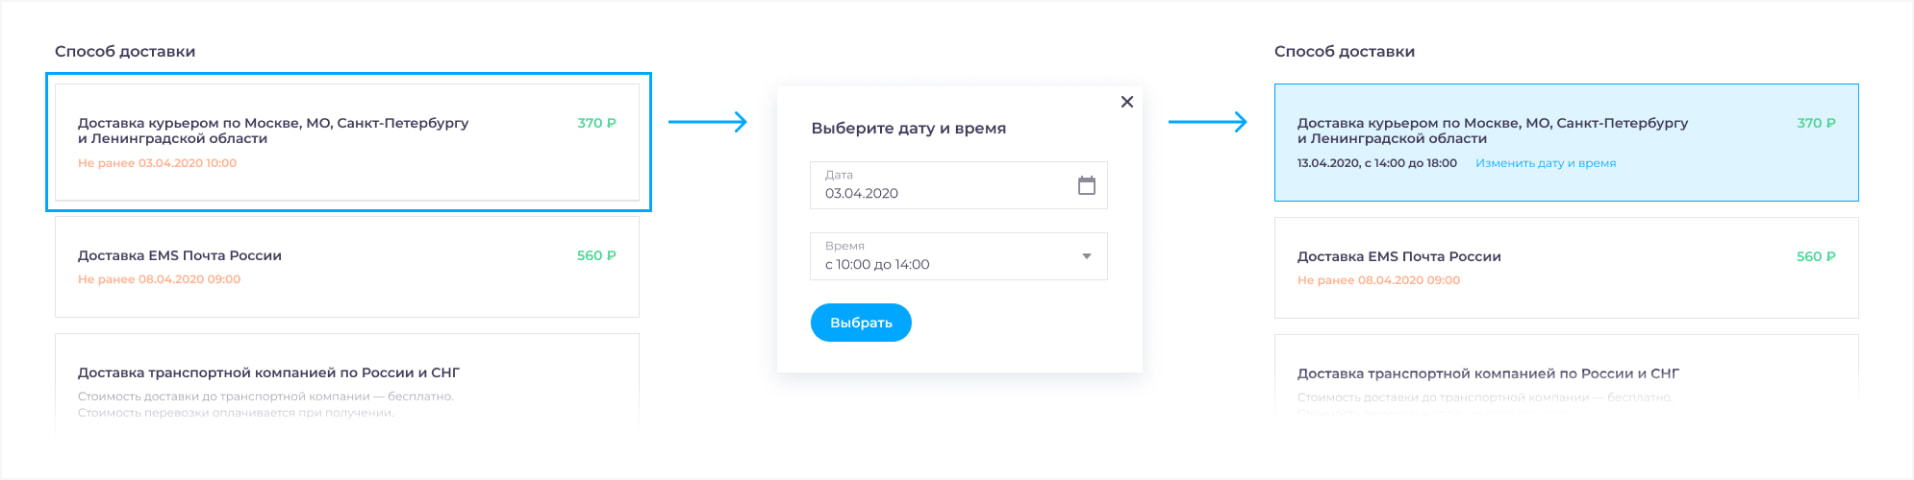 Способ доставки
Доставка курьером по Москве, МО, Санкт-Петербургу
и Ленинградской области
370 ₽
Не ранее 03.04.2020 10:00
Доставка EMS Почта России
560 ₽
Не ранее 08.04.2020 09:00
Доставка транспортной компанией по России и СНГ
Стоимость доставки до транспортной компании — бесплатно.
Стоимость перевозки оплачивается при получении.
Выберите дату и время
Дата
03.04.2020
Время
с 10:00 до 14:00
Выбрать
Способ доставки
Доставка курьером по Москве, МО, Санкт-Петербургу
и Ленинградской области
370 ₽
13.04.2020, с 14:00 до 18:00 Изменить дату и время
Доставка EMS Почта России
560 ₽
Не ранее 08.04.2020 09:00
Доставка транспортной компанией по России и СНГ
Стоимость доставки до транспортной компании — бесплатно.